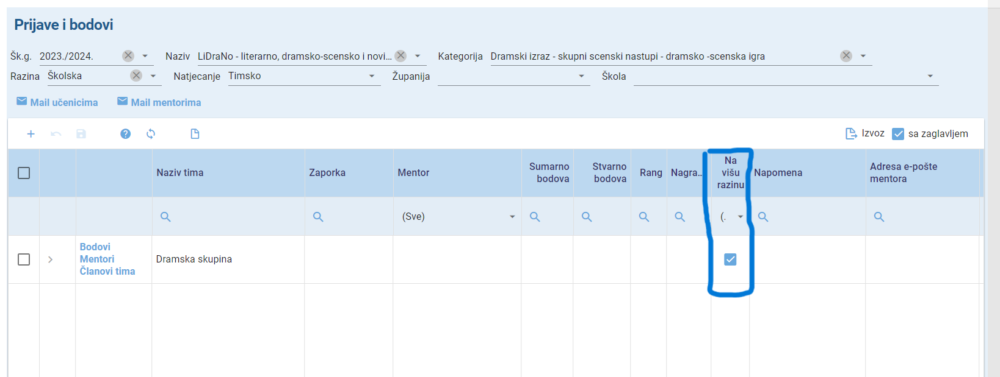 Prijave i bodovi
Šk.g. 2023./2024. Naziv LiDraNo - literarno, dramsko-scensko i novi... Kategorija Dramski izraz - skupni scenski nastupi - dramsko -scenska igra
Razina Školska Natjecanje Timsko Županija Škola
Mail učenicima Mail mentorima
Izvoz sa zaglavljem
Naziv tima
Zaporka
Mentor
Sumarno
bodova
Stvarno
bodova
Rang
Nagra...
Na
višu
razinu
Napomena
Adresa e-pošte
mentora
(Sve)
(.
Bodovi
Mentori
Članovi tima
Dramska skupina